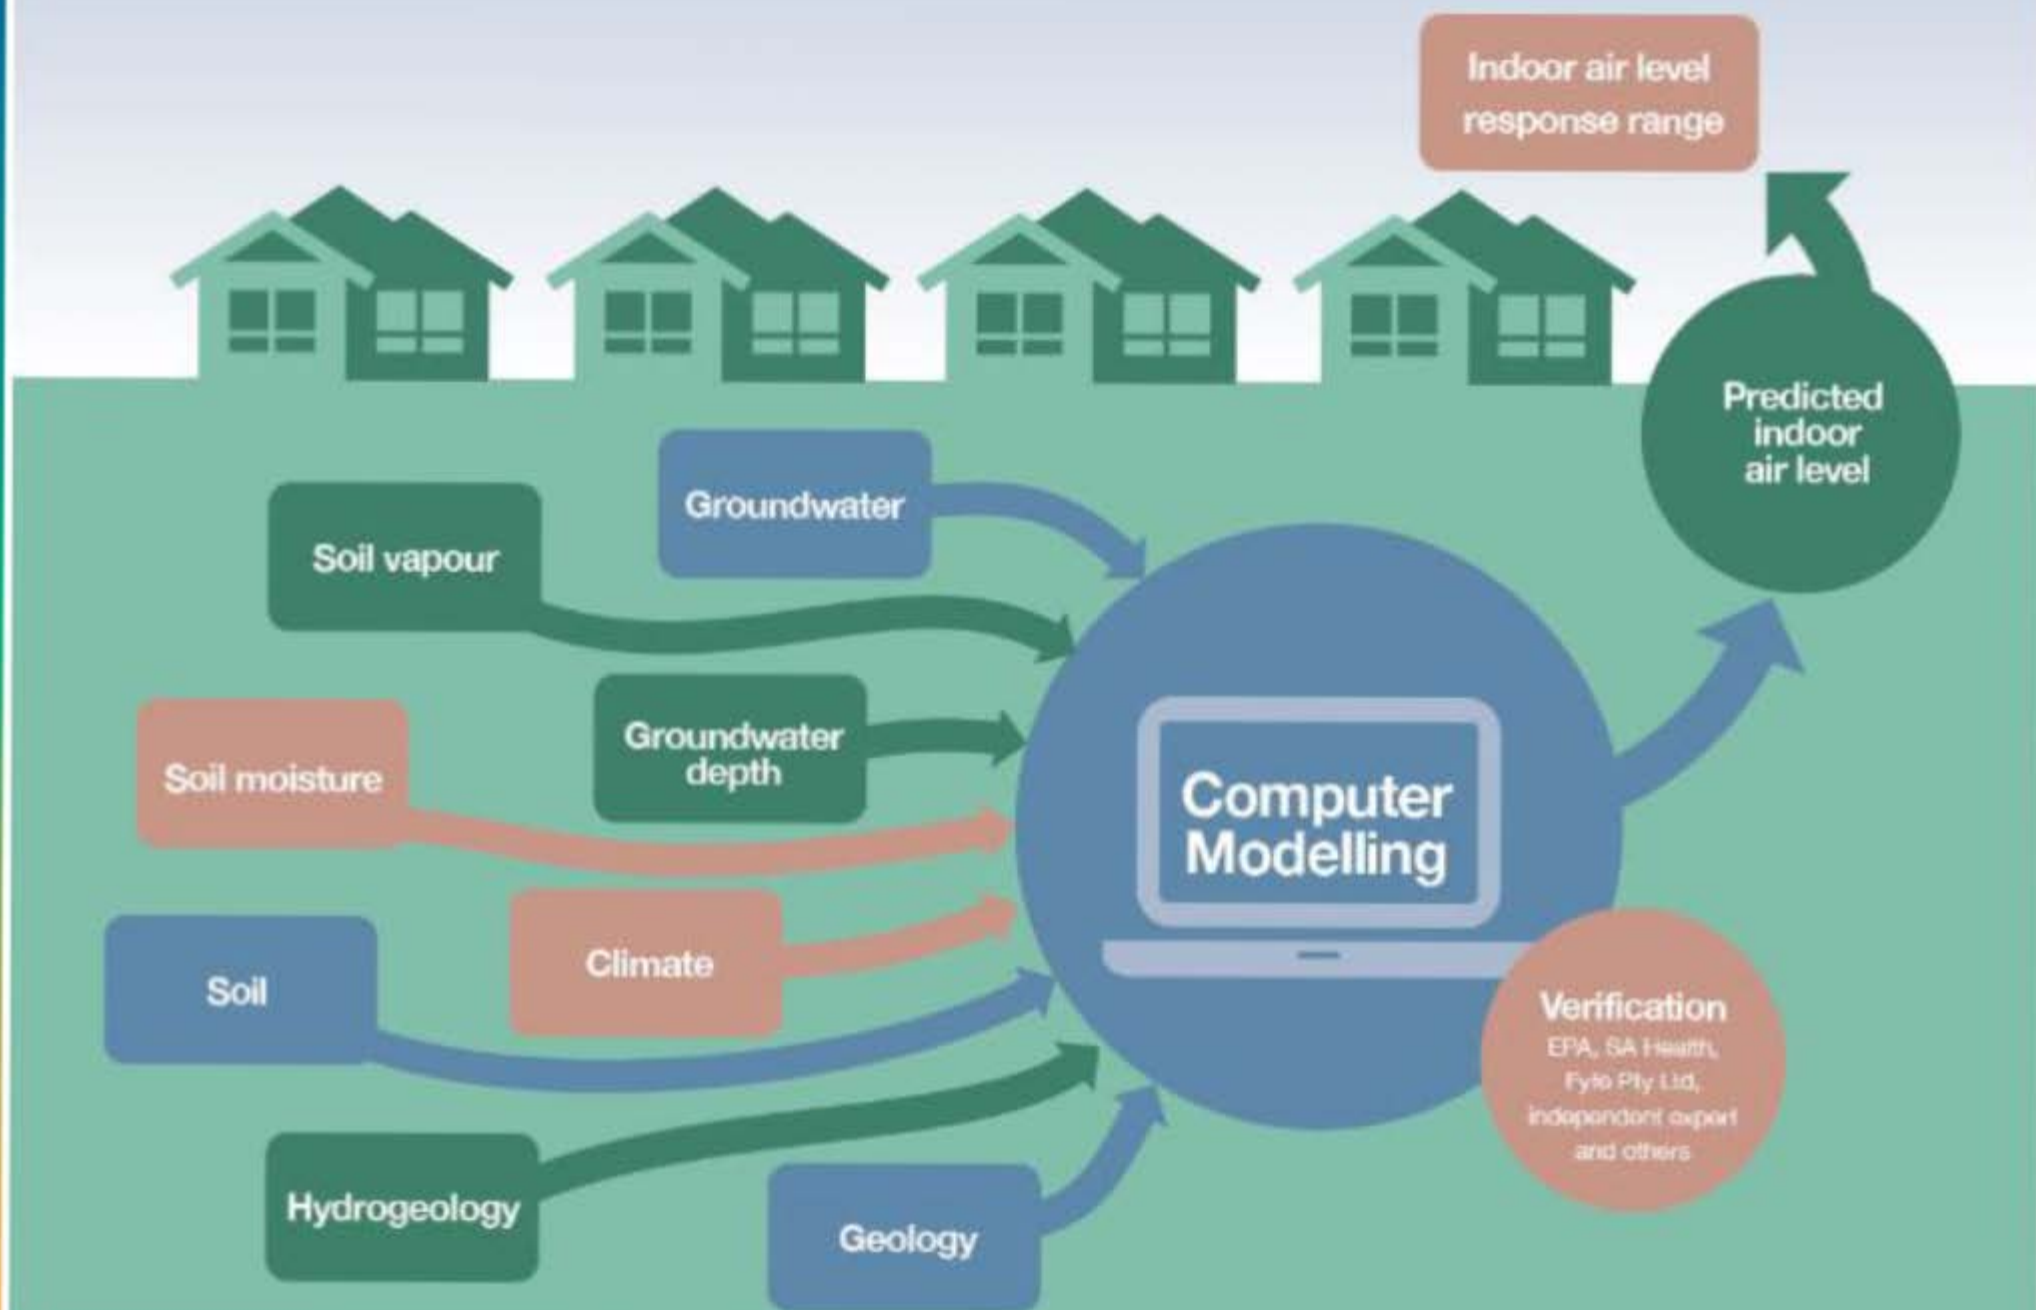 Indoor air level
response range
Predicted
indoor
air level
Groundwater
Soil vapour
Groundwater
depth
Soil moisture
Computer
Modelling
Climate
Soil
Verification
EPA, SA Health,
Fyfe Pty Ltd,
independent expert
and others
Hydrogeology
Geology